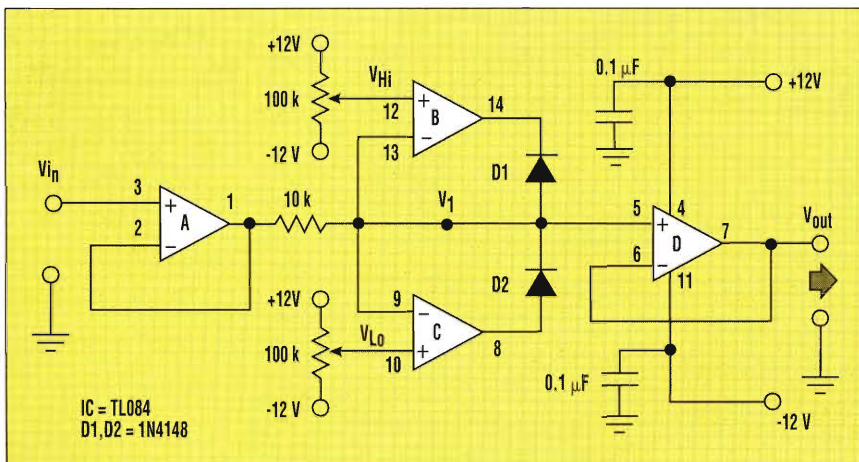 +12V
100 k
-12 V
VHi
12
+
13
−
B
14
D1
0.1 μF
+12V
Vin
3
+
2
−
A
1
10 k
V1
5
+
6
−
D
4
7
11
Vout
+12V
100 k
-12 V
VLo
9
−
10
+
C
8
D2
0.1 μF
-12 V
IC = TL084
D1,D2 = 1N4148